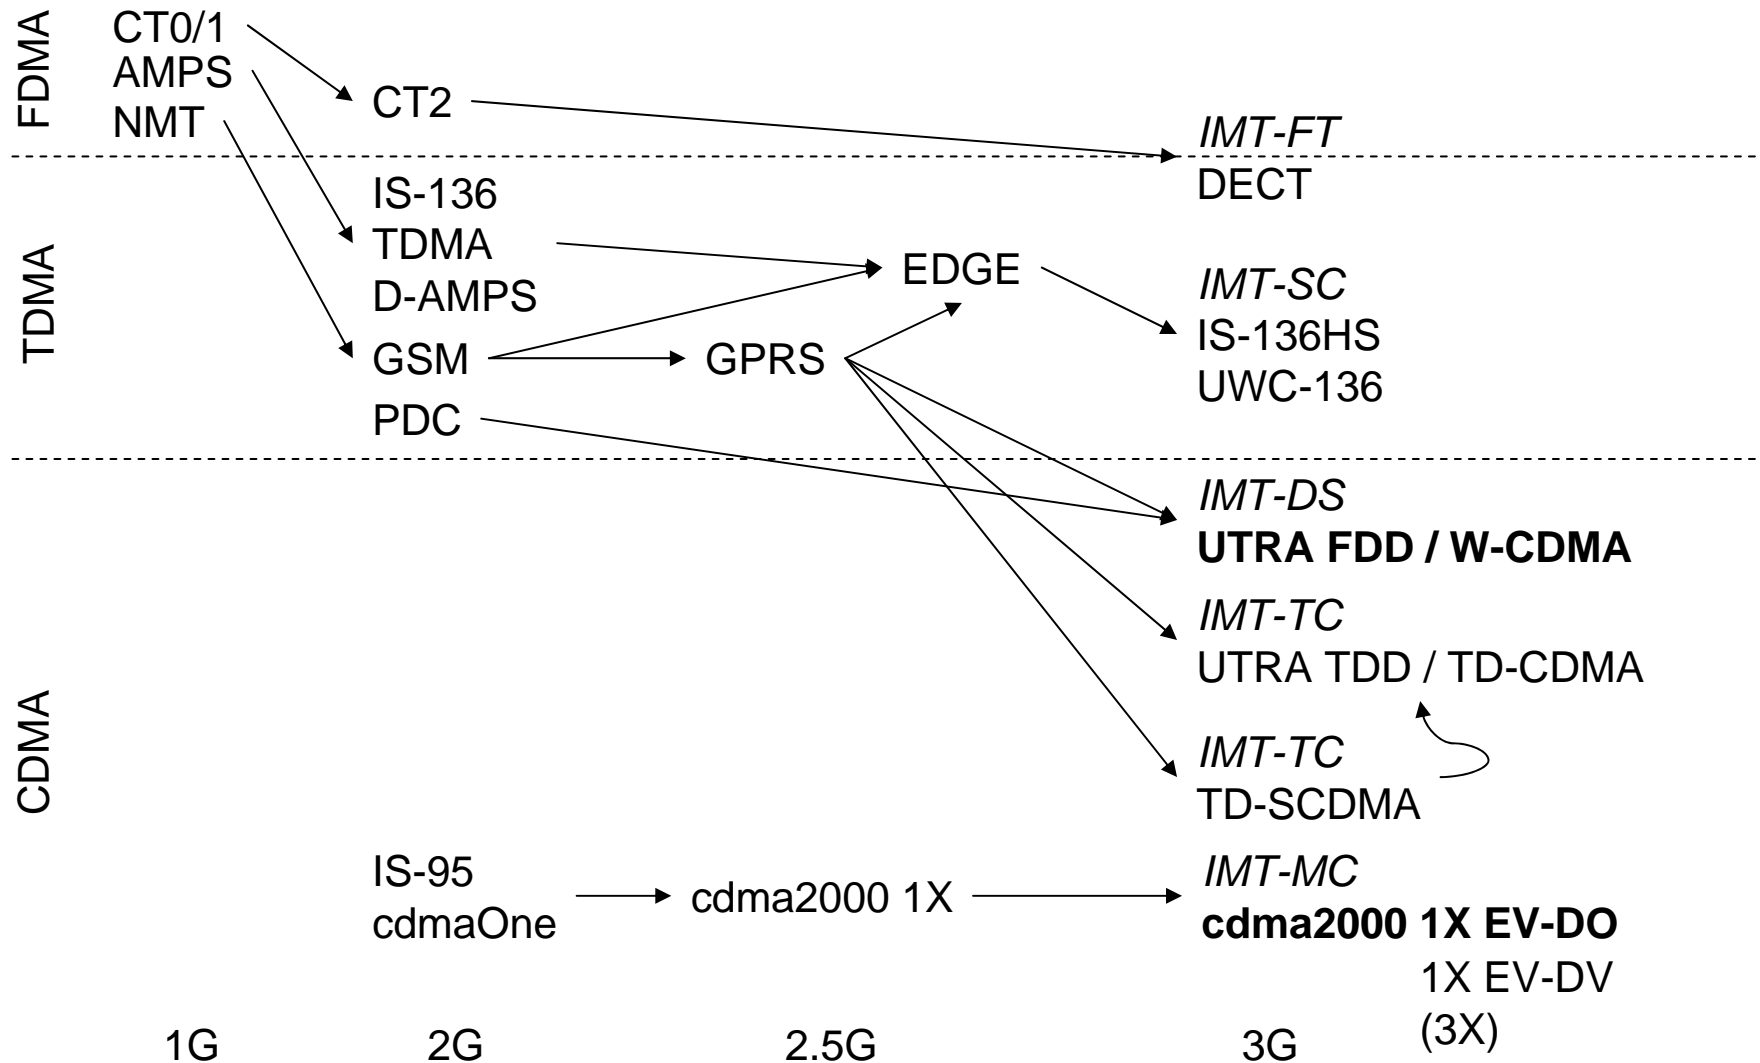 FDMA
CT0/1
AMPS
NMT
CT2
IMT-FT
DECT
TDMA
IS-136
TDMA
D-AMPS
GSM
PDC
GPRS
EDGE
IMT-SC
IS-136HS
UWC-136
CDMA
IMT-DS
UTRA FDD / W-CDMA
IMT-TC
UTRA TDD / TD-CDMA
IMT-TC
TD-SCDMA
IS-95
cdmaOne
cdma2000 1X
IMT-MC
cdma2000 1X EV-DO
1X EV-DV
(3X)
1G
2G
2.5G
3G